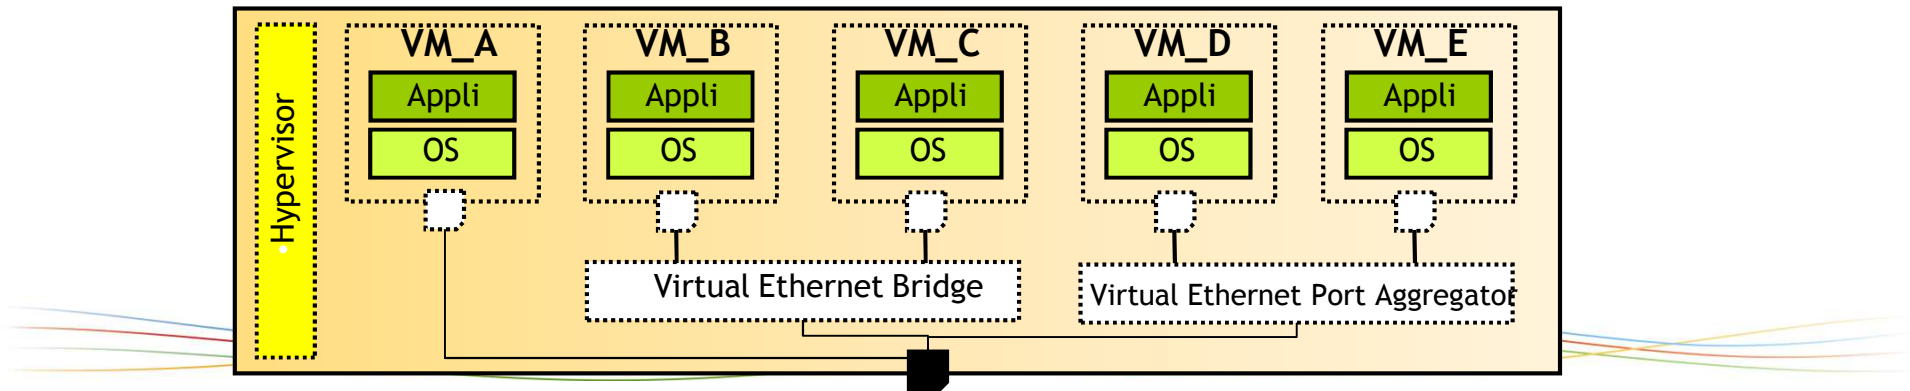 •Hypervisor
VM_A
Appli
OS
VM_B
Appli
OS
VM_C
Appli
OS
VM_D
Appli
OS
VM_E
Appli
OS
Virtual Ethernet Bridge
Virtual Ethernet Port Aggregator